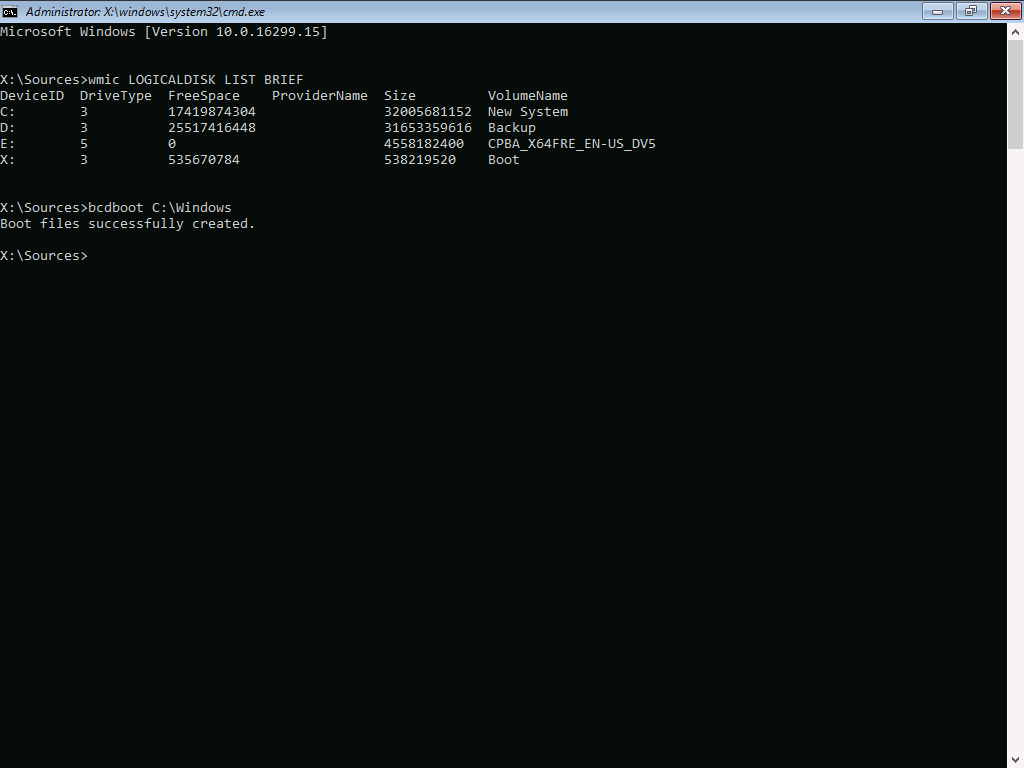 Administrator: X:\windows\system32\cmd.exe
Microsoft Windows [Version 10.0.16299.15]
X:\Sources>wmic LOGICALDISK LIST BRIEF
DeviceID  DriveType  FreeSpace    ProviderName  Size         VolumeName
C:        3          17419874304                32005681152  New System
D:        3          25517416448                31653359616  Backup
E:        5          0                          4558182400   CPBA_X64FRE_EN-US_DV5
X:        3          535670784                  538219520    Boot
X:\Sources>bcdboot C:\Windows
Boot files successfully created.
X:\Sources>